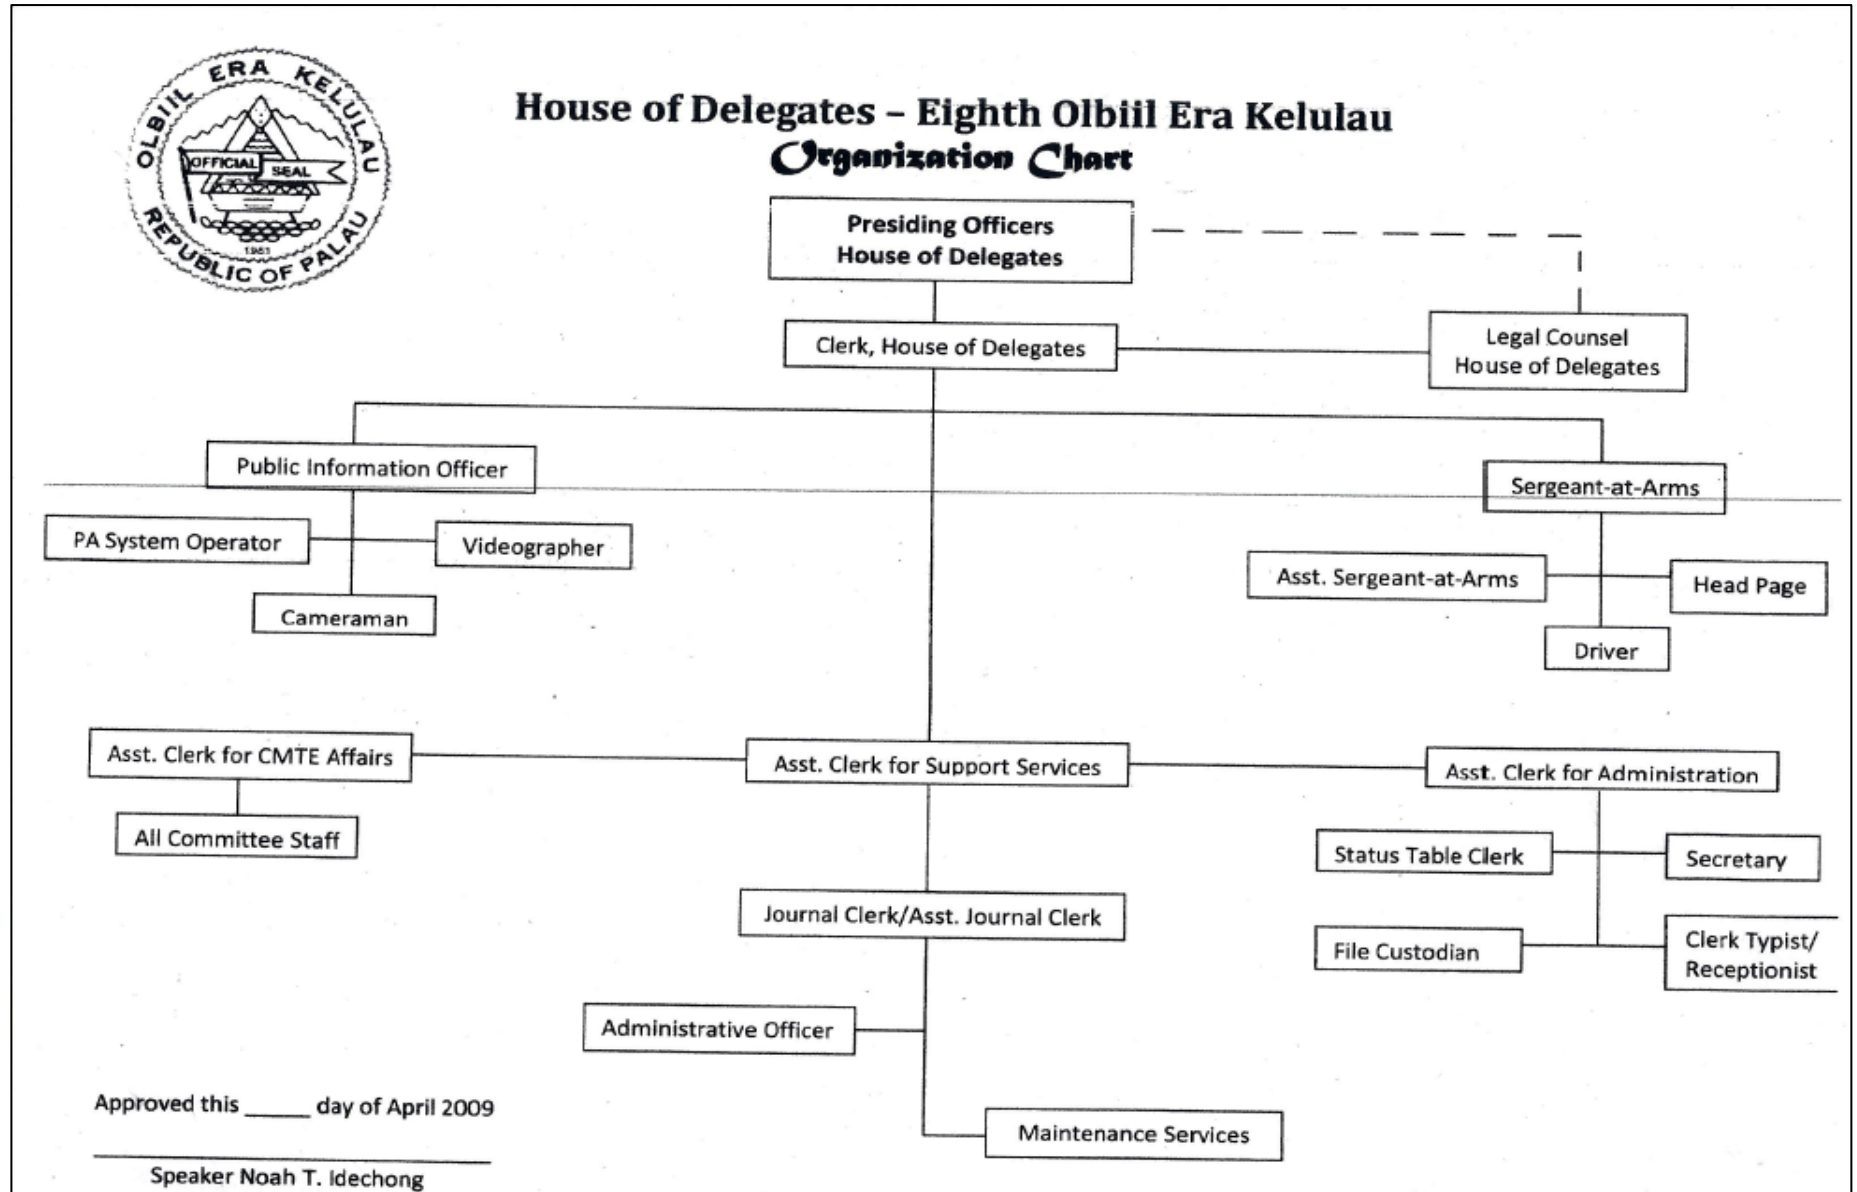 OLBIIL ERA KELULAU
REPUBLIC OF PALAU
OFFICIAL SEAL
1981
House of Delegates – Eighth Olbiil Era Kelulau
Organization Chart
Presiding Officers
House of Delegates
Clerk, House of Delegates
Legal Counsel
House of Delegates
Public Information Officer
Sergeant-at-Arms
PA System Operator
Videographer
Cameraman
Asst. Sergeant-at-Arms
Head Page
Driver
Asst. Clerk for CMTE Affairs
Asst. Clerk for Support Services
Asst. Clerk for Administration
All Committee Staff
Status Table Clerk
Secretary
Journal Clerk/Asst. Journal Clerk
File Custodian
Clerk Typist/
Receptionist
Administrative Officer
Maintenance Services
Approved this _____ day of April 2009
Speaker Noah T. Idechong